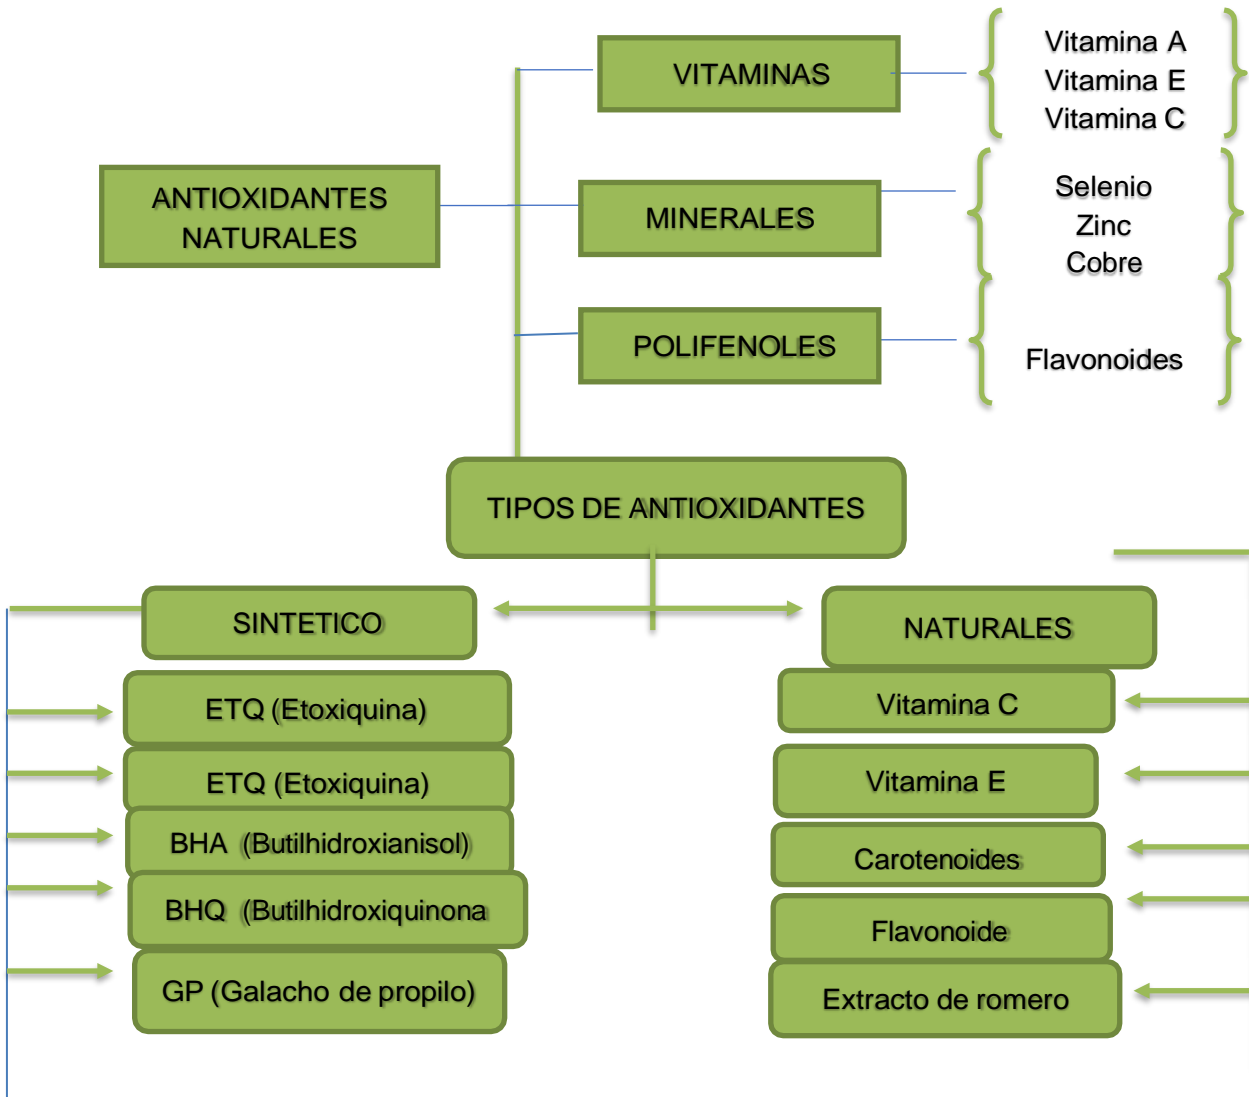 VITAMINAS
Vitamina A
Vitamina E
Vitamina C
ANTIOXIDANTES
NATURALES
MINERALES
Selenio
Zinc
Cobre
POLIFENOLES
Flavonoides
TIPOS DE ANTIOXIDANTES
SINTETICO
ETQ (Etoxiquina)
ETQ (Etoxiquina)
BHA (Butilhidroxianisol)
BHQ (Butilhidroxiquinona
GP (Galacho de propilo)
NATURALES
Vitamina C
Vitamina E
Carotenoides
Flavonoide
Extracto de romero